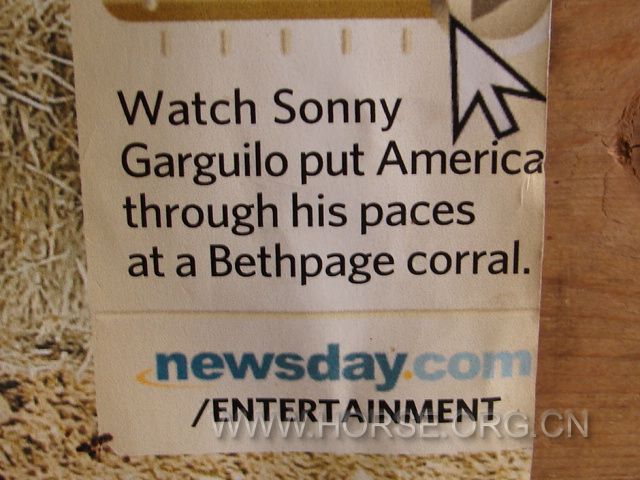 Watch Sonny
Garguilo put America
through his paces
at a Bethpage corral.
newsday.com
/ENTERTAINMENT
WWW.HORSE.ORG.CN